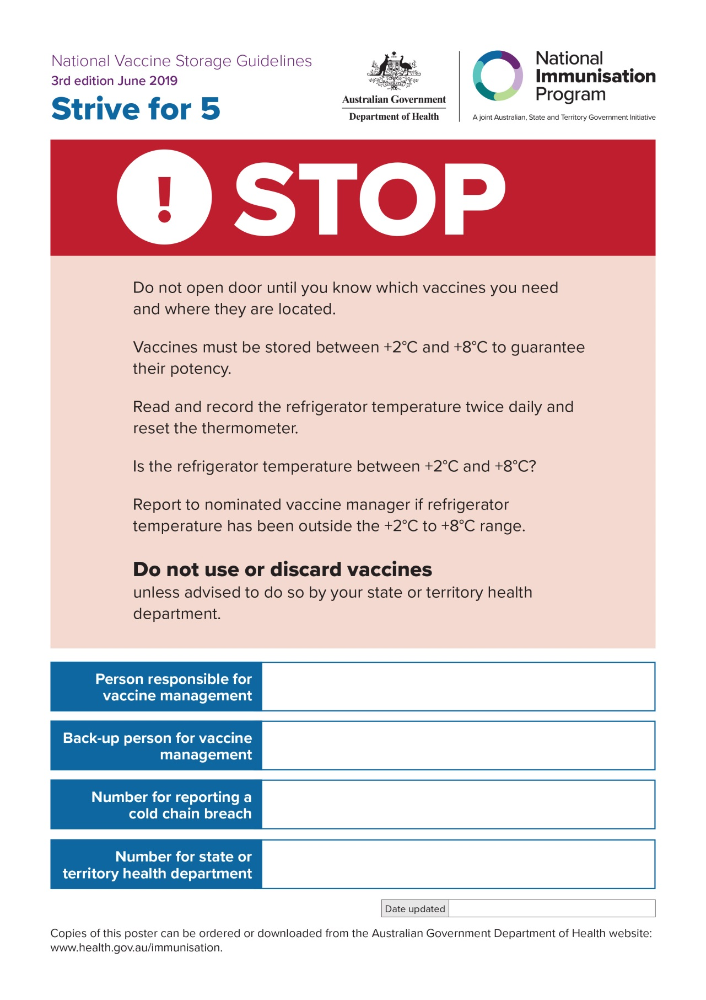 National Vaccine Storage Guidelines
3rd edition June 2019
Strive for 5
AUSTRALIA
Australian Government
Department of Health
National
Immunisation
Program
A joint Australian, State and Territory Government Initiative
! STOP
Do not open door until you know which vaccines you need
and where they are located.
Vaccines must be stored between +2°C and +8°C to guarantee
their potency.
Read and record the refrigerator temperature twice daily and
reset the thermometer.
Is the refrigerator temperature between +2°C and +8°C?
Report to nominated vaccine manager if refrigerator
temperature has been outside the +2°C to +8°C range.
Do not use or discard vaccines
unless advised to do so by your state or territory health
department.
Person responsible for
vaccine management
Back-up person for vaccine
management
Number for reporting a
cold chain breach
Number for state or
territory health department
Date updated
Copies of this poster can be ordered or downloaded from the Australian Government Department of Health website:
www.health.gov.au/immunisation.